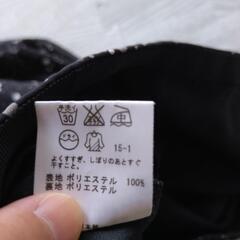 30
中
15-1
よくすすぎ、しぼりのあとすぐ
干すこと。
表地 ポリエステル 100%
裏地 ポリエステル